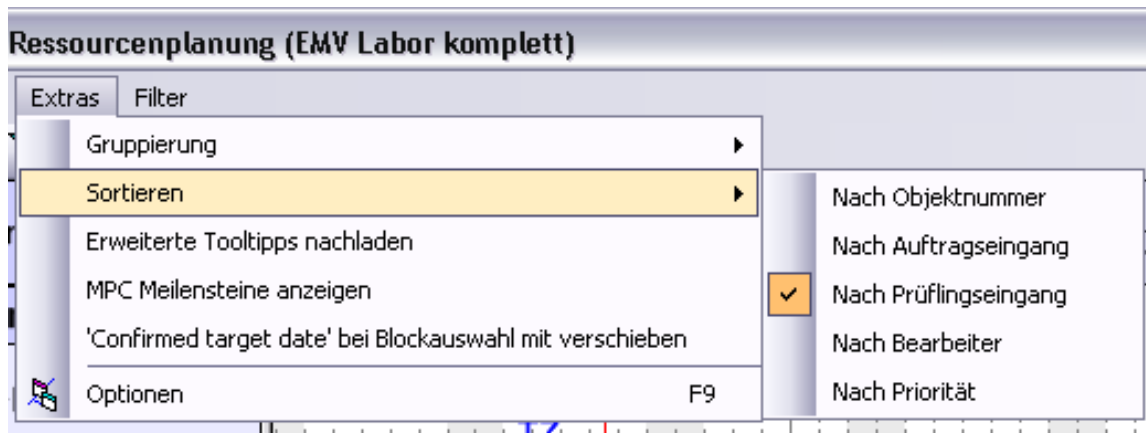 Ressourcenplanung (EMV Labor komplett)
Extras Filter
Gruppierung
Sortieren
Erweiterte Tooltipps nachladen
MPC Meilensteine anzeigen
'Confirmed target date' bei Blockauswahl mit verschieben
Optionen F9
Nach Objektnummer
Nach Auftragseingang
Nach Prüflingseingang
Nach Bearbeiter
Nach Priorität